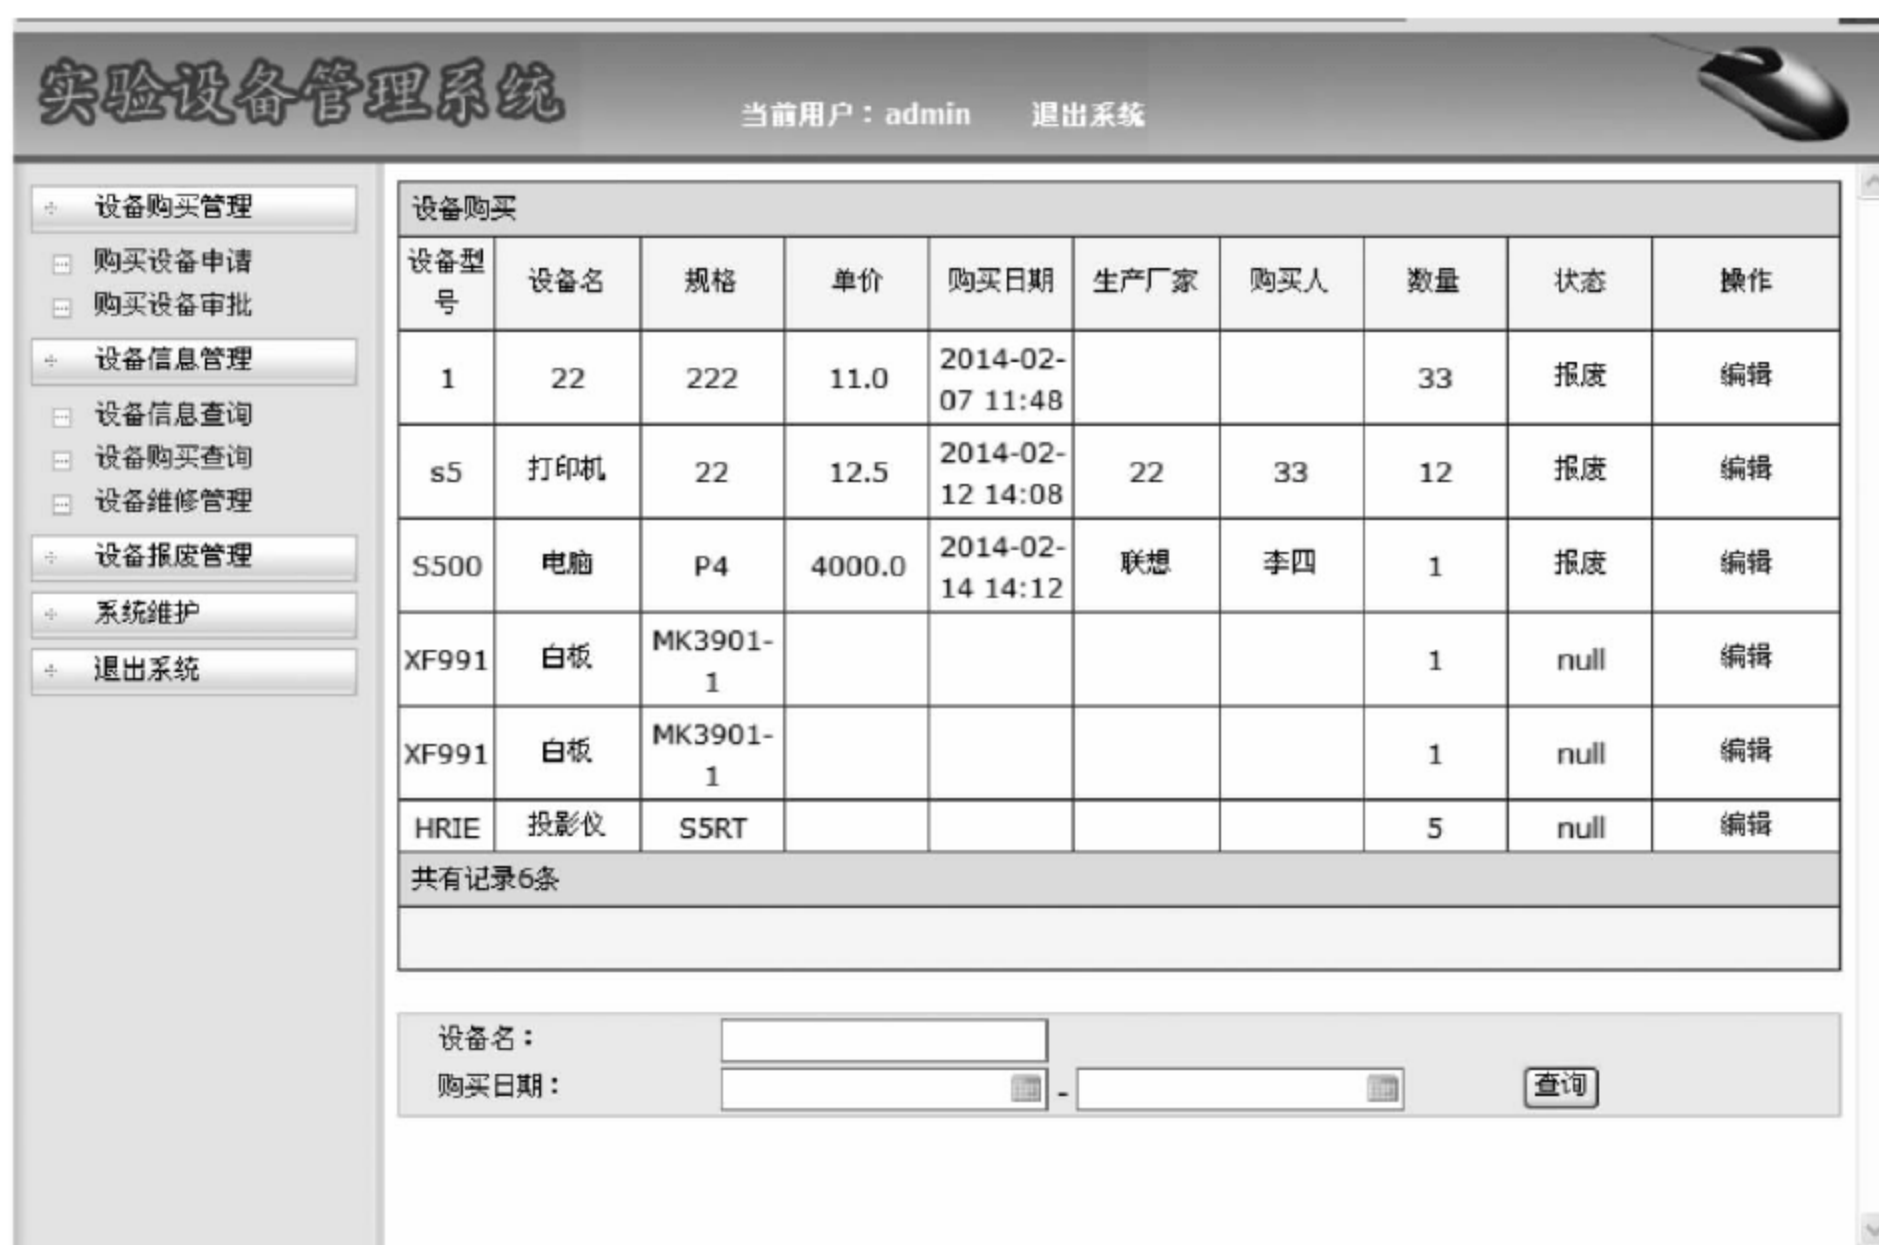 实验设备管理系统
当前用户：admin 退出系统
设备购买管理
购买设备申请
购买设备审批
设备信息管理
设备信息查询
设备购买查询
设备维修管理
设备报废管理
系统维护
退出系统
设备购买
设备型号 设备名 规格 单价 购买日期 生产厂家 购买人 数量 状态 操作
1 22 222 11.0 2014-02-07 11:48 33 报废 编辑
s5 打印机 22 12.5 2014-02-12 14:08 22 33 12 报废 编辑
S500 电脑 P4 4000.0 2014-02-14 14:12 联想 李四 1 报废 编辑
XF991 白板 MK3901-1 1 null 编辑
XF991 白板 MK3901-1 1 null 编辑
HRIE 投影仪 S5RT 5 null 编辑
共有记录6条
设备名：
购买日期： - 查询